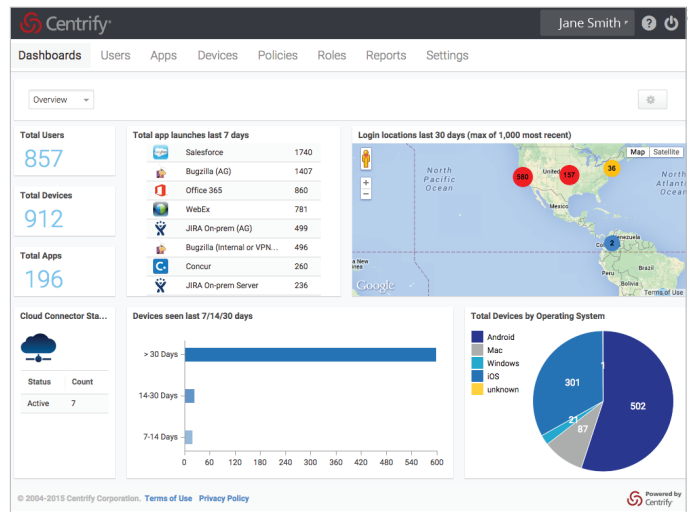 Centrify
Jane Smith
Dashboards Users Apps Devices Policies Roles Reports Settings
Overview
Total Users
857
Total Devices
912
Total Apps
196
Total app launches last 7 days
Salesforce 1740
Bugzilla (AG) 1407
Office 365 860
WebEx 781
JIRA On-prem (AG) 499
Bugzilla (Internal or VPN... 496
Concur 260
JIRA On-prem Server 236
Login locations last 30 days (max of 1,000 most recent)
Map Satellite
North
Pacific
Ocean
United
580
157
36
North
Atlanti
Ocean
Mexico
2
Venezuela
Peru
Brazil
Bolivia
Google
Terms of Use
Cloud Connector Sta...
Status Count
Active 7
Devices seen last 7/14/30 days
> 30 Days
14-30 Days
7-14 Days
0 60 120 180 240 300 360 420 480 540 600
Total Devices by Operating System
Android
Mac
Windows
iOS
unknown
1
301
502
21
87
© 2004-2015 Centrify Corporation. Terms of Use Privacy Policy
Powered by
Centrify